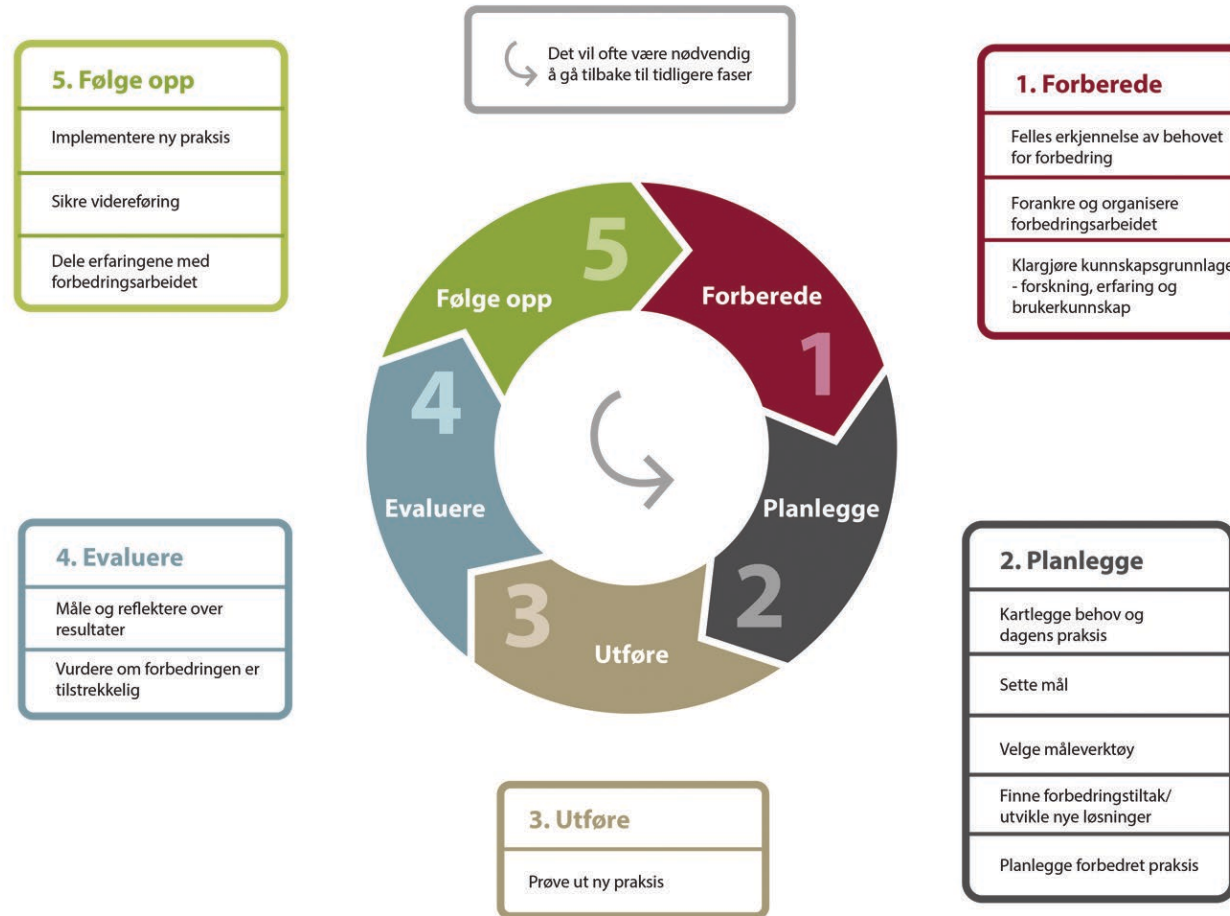 Det vil ofte være nødvendig
å gå tilbake til tidligere faser
1. Forberede
Felles erkjennelse av behovet
for forbedring
Forankre og organisere
forbedringsarbeidet
Klargjøre kunnskapsgrunnlage
- forskning, erfaring og
brukerkunnskap
2. Planlegge
Kartlegge behov og
dagens praksis
Sette mål
Velge måleverktøy
Finne forbedringstiltak/
utvikle nye løsninger
Planlegge forbedret praksis
3. Utføre
Prøve ut ny praksis
4. Evaluere
Måle og reflektere over
resultater
Vurdere om forbedringen er
tilstrekkelig
5. Følge opp
Implementere ny praksis
Sikre videreføring
Dele erfaringene med
forbedringsarbeidet
Forberede
1
Planlegge
2
Utføre
3
Evaluere
4
Følge opp
5